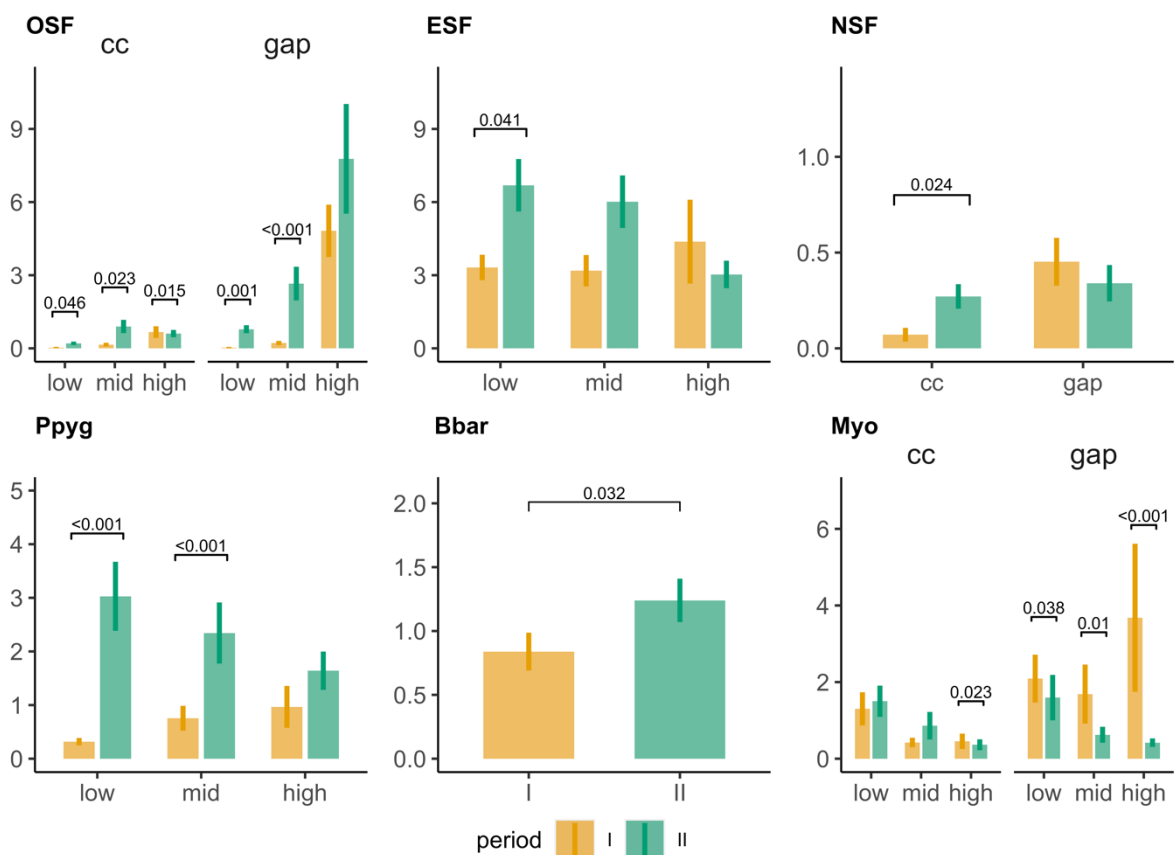 OSF
cc gap
9
6
3
0
0.046
0.023
0.015
0.001
<0.001
low mid high low mid high
ESF
9
6
3
0
0.041
low mid high
NSF
1.0
0.5
0.0
0.024
cc gap
Ppyg
5
4
3
2
1
0
<0.001
<0.001
low mid high
Bbar
2.0
1.5
1.0
0.5
0.0
0.032
I II
Myo
cc gap
6
4
2
0
0.023
0.038
0.01
<0.001
low mid high low mid high
period I II